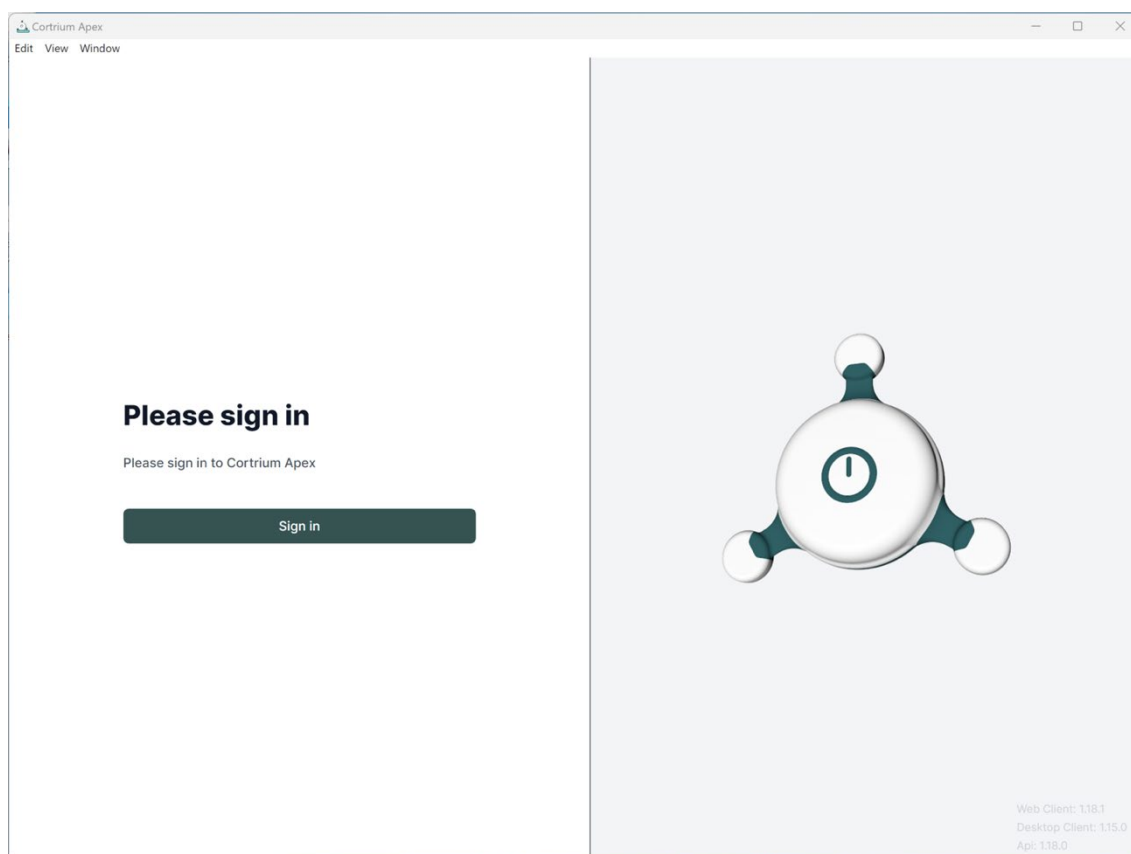 Cortrium Apex
Edit View Window
Please sign in
Please sign in to Cortrium Apex
Sign in
Web Client: 1.18.1
Desktop Client: 1.15.0
Api: 1.18.0